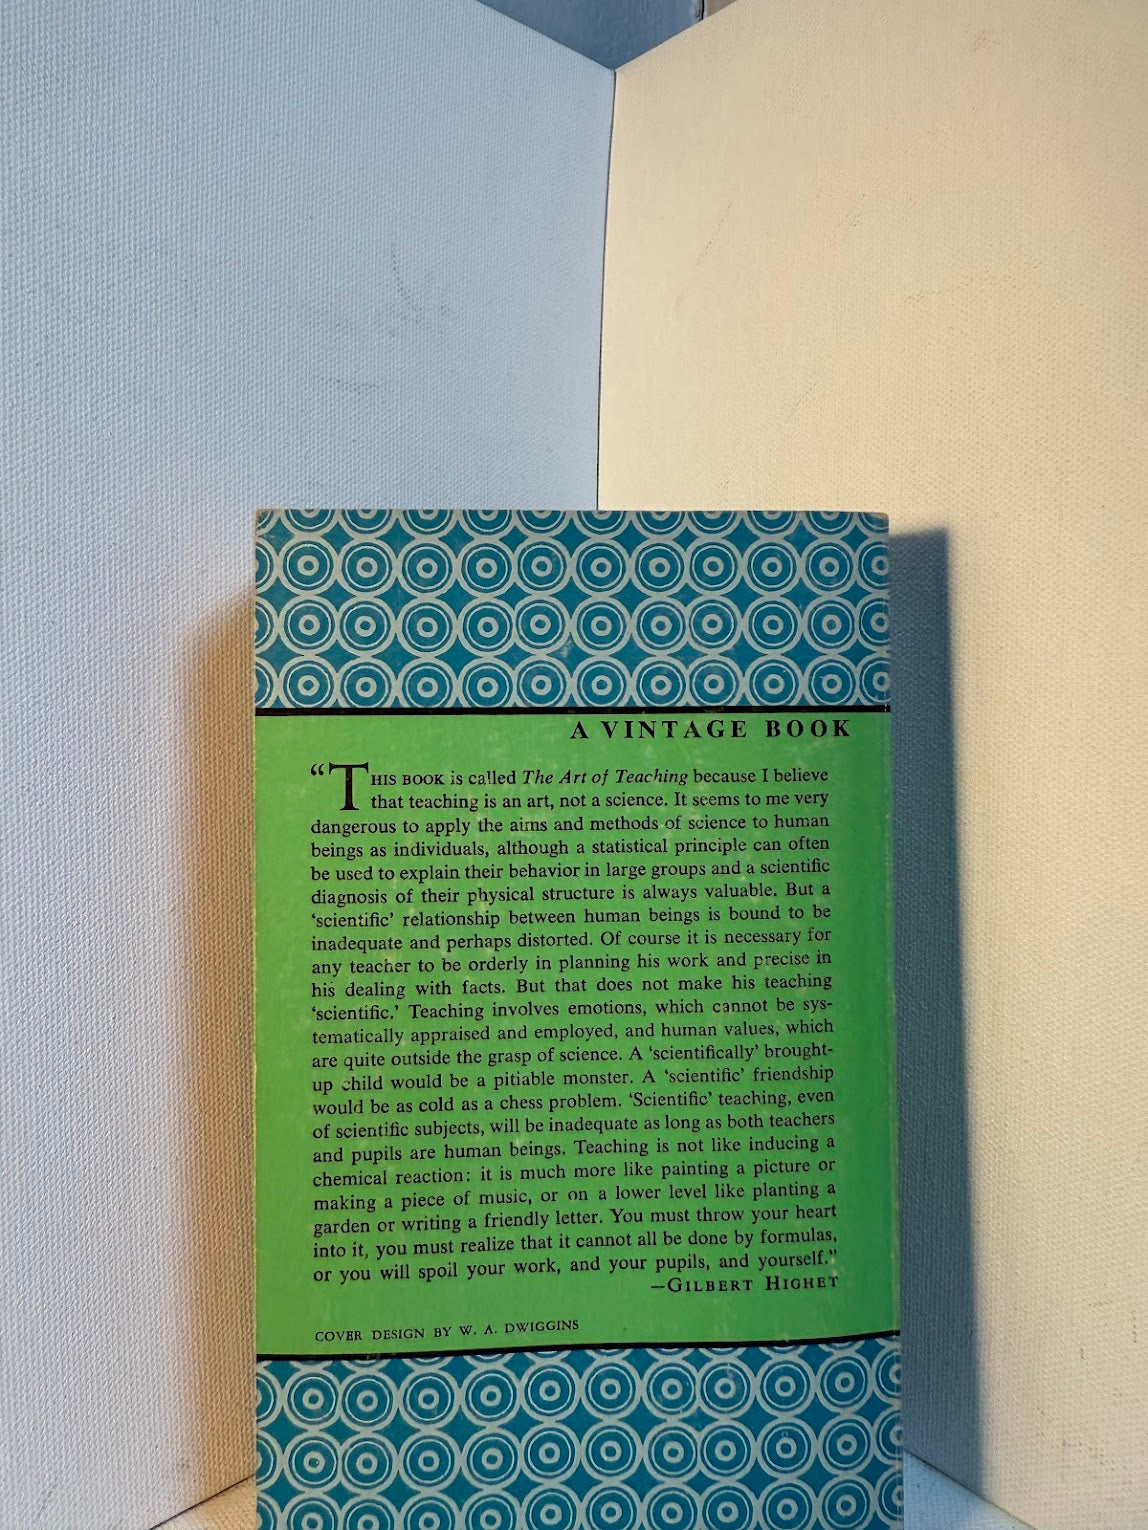 A VINTAGE BOOK
“THIS BOOK is called The Art of Teaching because I believe
that teaching is an art, not a science. It seems to me very
dangerous to apply the aims and methods of science to human
beings as individuals, although a statistical principle can often
be used to explain their behavior in large groups and a scientific
diagnosis of their physical structure is always valuable. But a
‘scientific’ relationship between human beings is bound to be
inadequate and perhaps distorted. Of course it is necessary for
any teacher to be orderly in planning his work and precise in
his dealing with facts. But that does not make his teaching
‘scientific.’ Teaching involves emotions, which cannot be sys-
tematically appraised and employed, and human values, which
are quite outside the grasp of science. A ‘scientifically’ brought-
up child would be a pitiable monster. A ‘scientific’ friendship
would be as cold as a chess problem. ‘Scientific’ teaching, even
of scientific subjects, will be inadequate as long as both teachers
and pupils are human beings. Teaching is not like inducing a
chemical reaction: it is much more like painting a picture or
making a piece of music, or on a lower level like planting a
garden or writing a friendly letter. You must throw your heart
into it, you must realize that it cannot all be done by formulas,
or you will spoil your work, and your pupils, and yourself.”
—GILBERT HIGHET
COVER DESIGN BY W. A. DWIGGINS